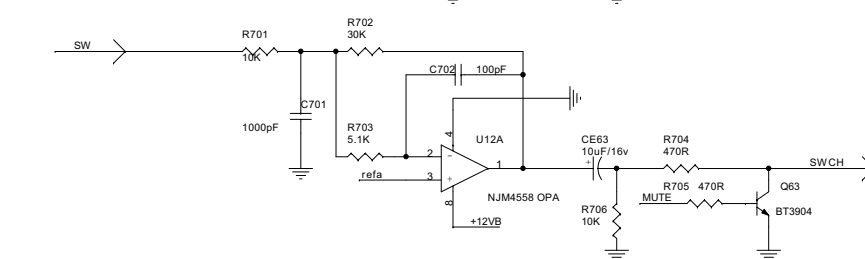 R702
30K
R701
10K
SW
C702 100pF
C701
1000pF
R703
5.1K
4
U12A
2
-
1
3
+
refa
8
NJM4558 OPA
+12VB
CE63
10uF/16v
+
R704
470R
SWCH
R705 470R
MUTE
Q63
BT3904
R706
10K